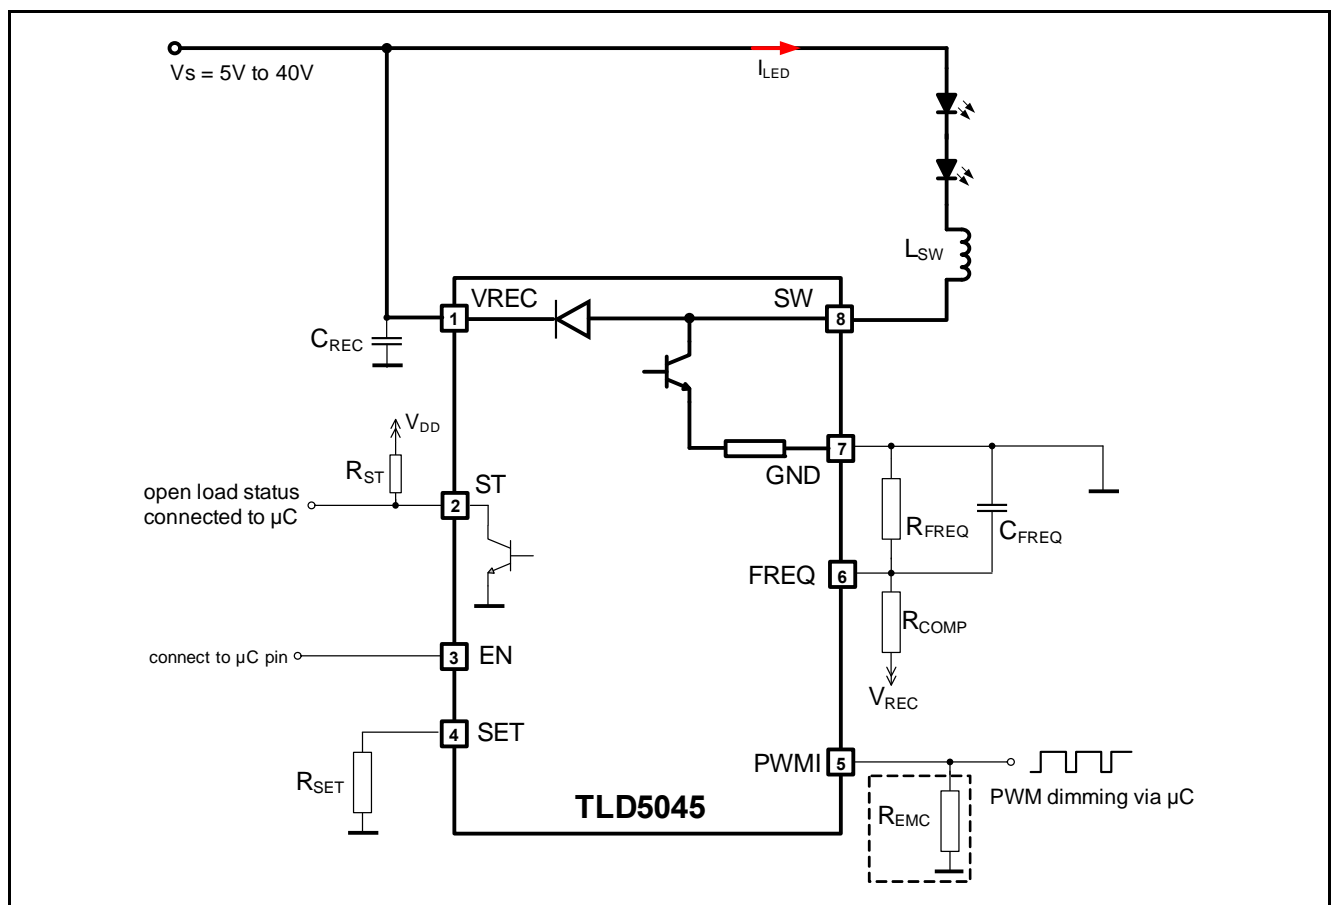 Vs = 5V to 40V
ILED
LSW
VREC
SW
1
8
CREC
VDD
RST
ST
7
GND
open load status
connected to µC
2
RFREQ
CFREQ
FREQ
6
RCOMP
connect to µC pin
3
EN
VREC
4
SET
PWMI
5
RSET
TLD5045
REMC
PWM dimming via µC